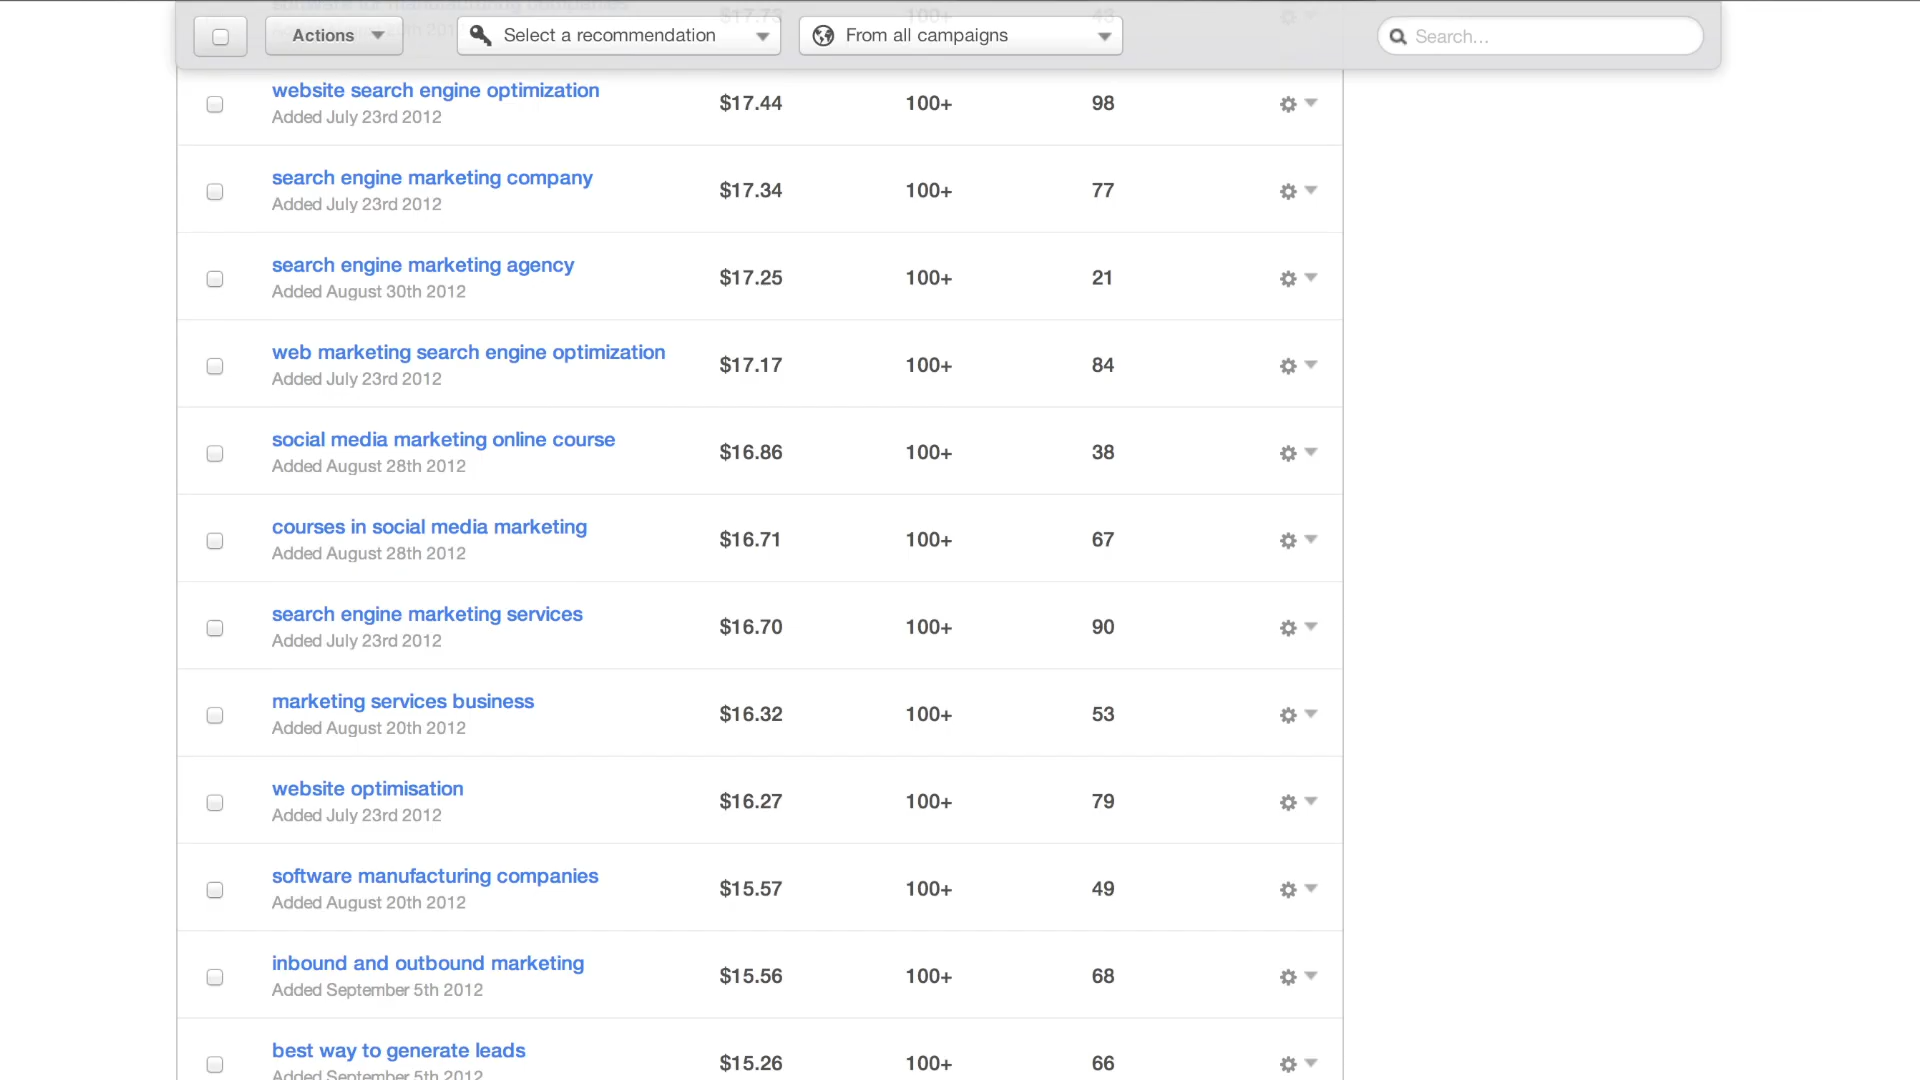 Actions
Select a recommendation
From all campaigns
Search...
$17.73 100+ 43
website search engine optimization
Added July 23rd 2012
$17.44 100+ 98
search engine marketing company
Added July 23rd 2012
$17.34 100+ 77
search engine marketing agency
Added August 30th 2012
$17.25 100+ 21
web marketing search engine optimization
Added July 23rd 2012
$17.17 100+ 84
social media marketing online course
Added August 28th 2012
$16.86 100+ 38
courses in social media marketing
Added August 28th 2012
$16.71 100+ 67
search engine marketing services
Added July 23rd 2012
$16.70 100+ 90
marketing services business
Added August 20th 2012
$16.32 100+ 53
website optimisation
Added July 23rd 2012
$16.27 100+ 79
software manufacturing companies
Added August 20th 2012
$15.57 100+ 49
inbound and outbound marketing
Added September 5th 2012
$15.56 100+ 68
best way to generate leads
Added September 5th 2012
$15.26 100+ 66